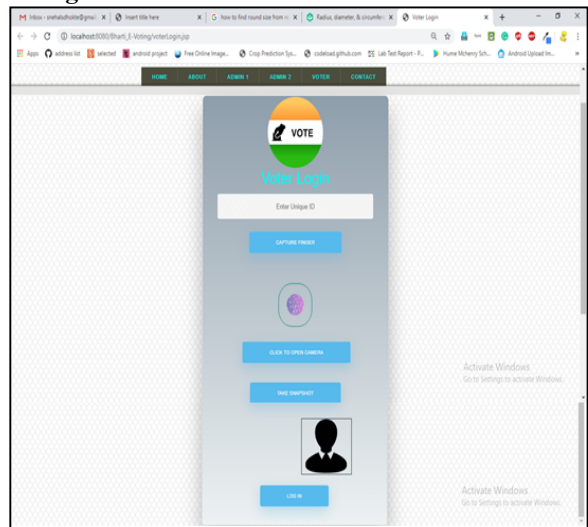 Inbox - snehalsdhokte@gmail
Insert title here
how to find round size from
Radius, diameter, & circumfer
Voter Login
localhost:8080/Bharti_E-Voting/voterLogin.jsp
Apps
address list
selected
android project
Free Online Image...
Crop Prediction Sys...
codeload.github.com
Lab Test Report - R...
Hume Mchenry Sch...
Android Upload Im...
HOME ABOUT ADMIN 1 ADMIN 2 VOTER CONTACT
VOTE
Voter Login
Enter Unique ID
CAPTURE FINGER
CLICK TO OPEN CAMERA
TAKE SNAPSHOT
LOG IN
Activate Windows
Go to Settings to activate Windows.
Activate Windows
Go to Settings to activate Windows.